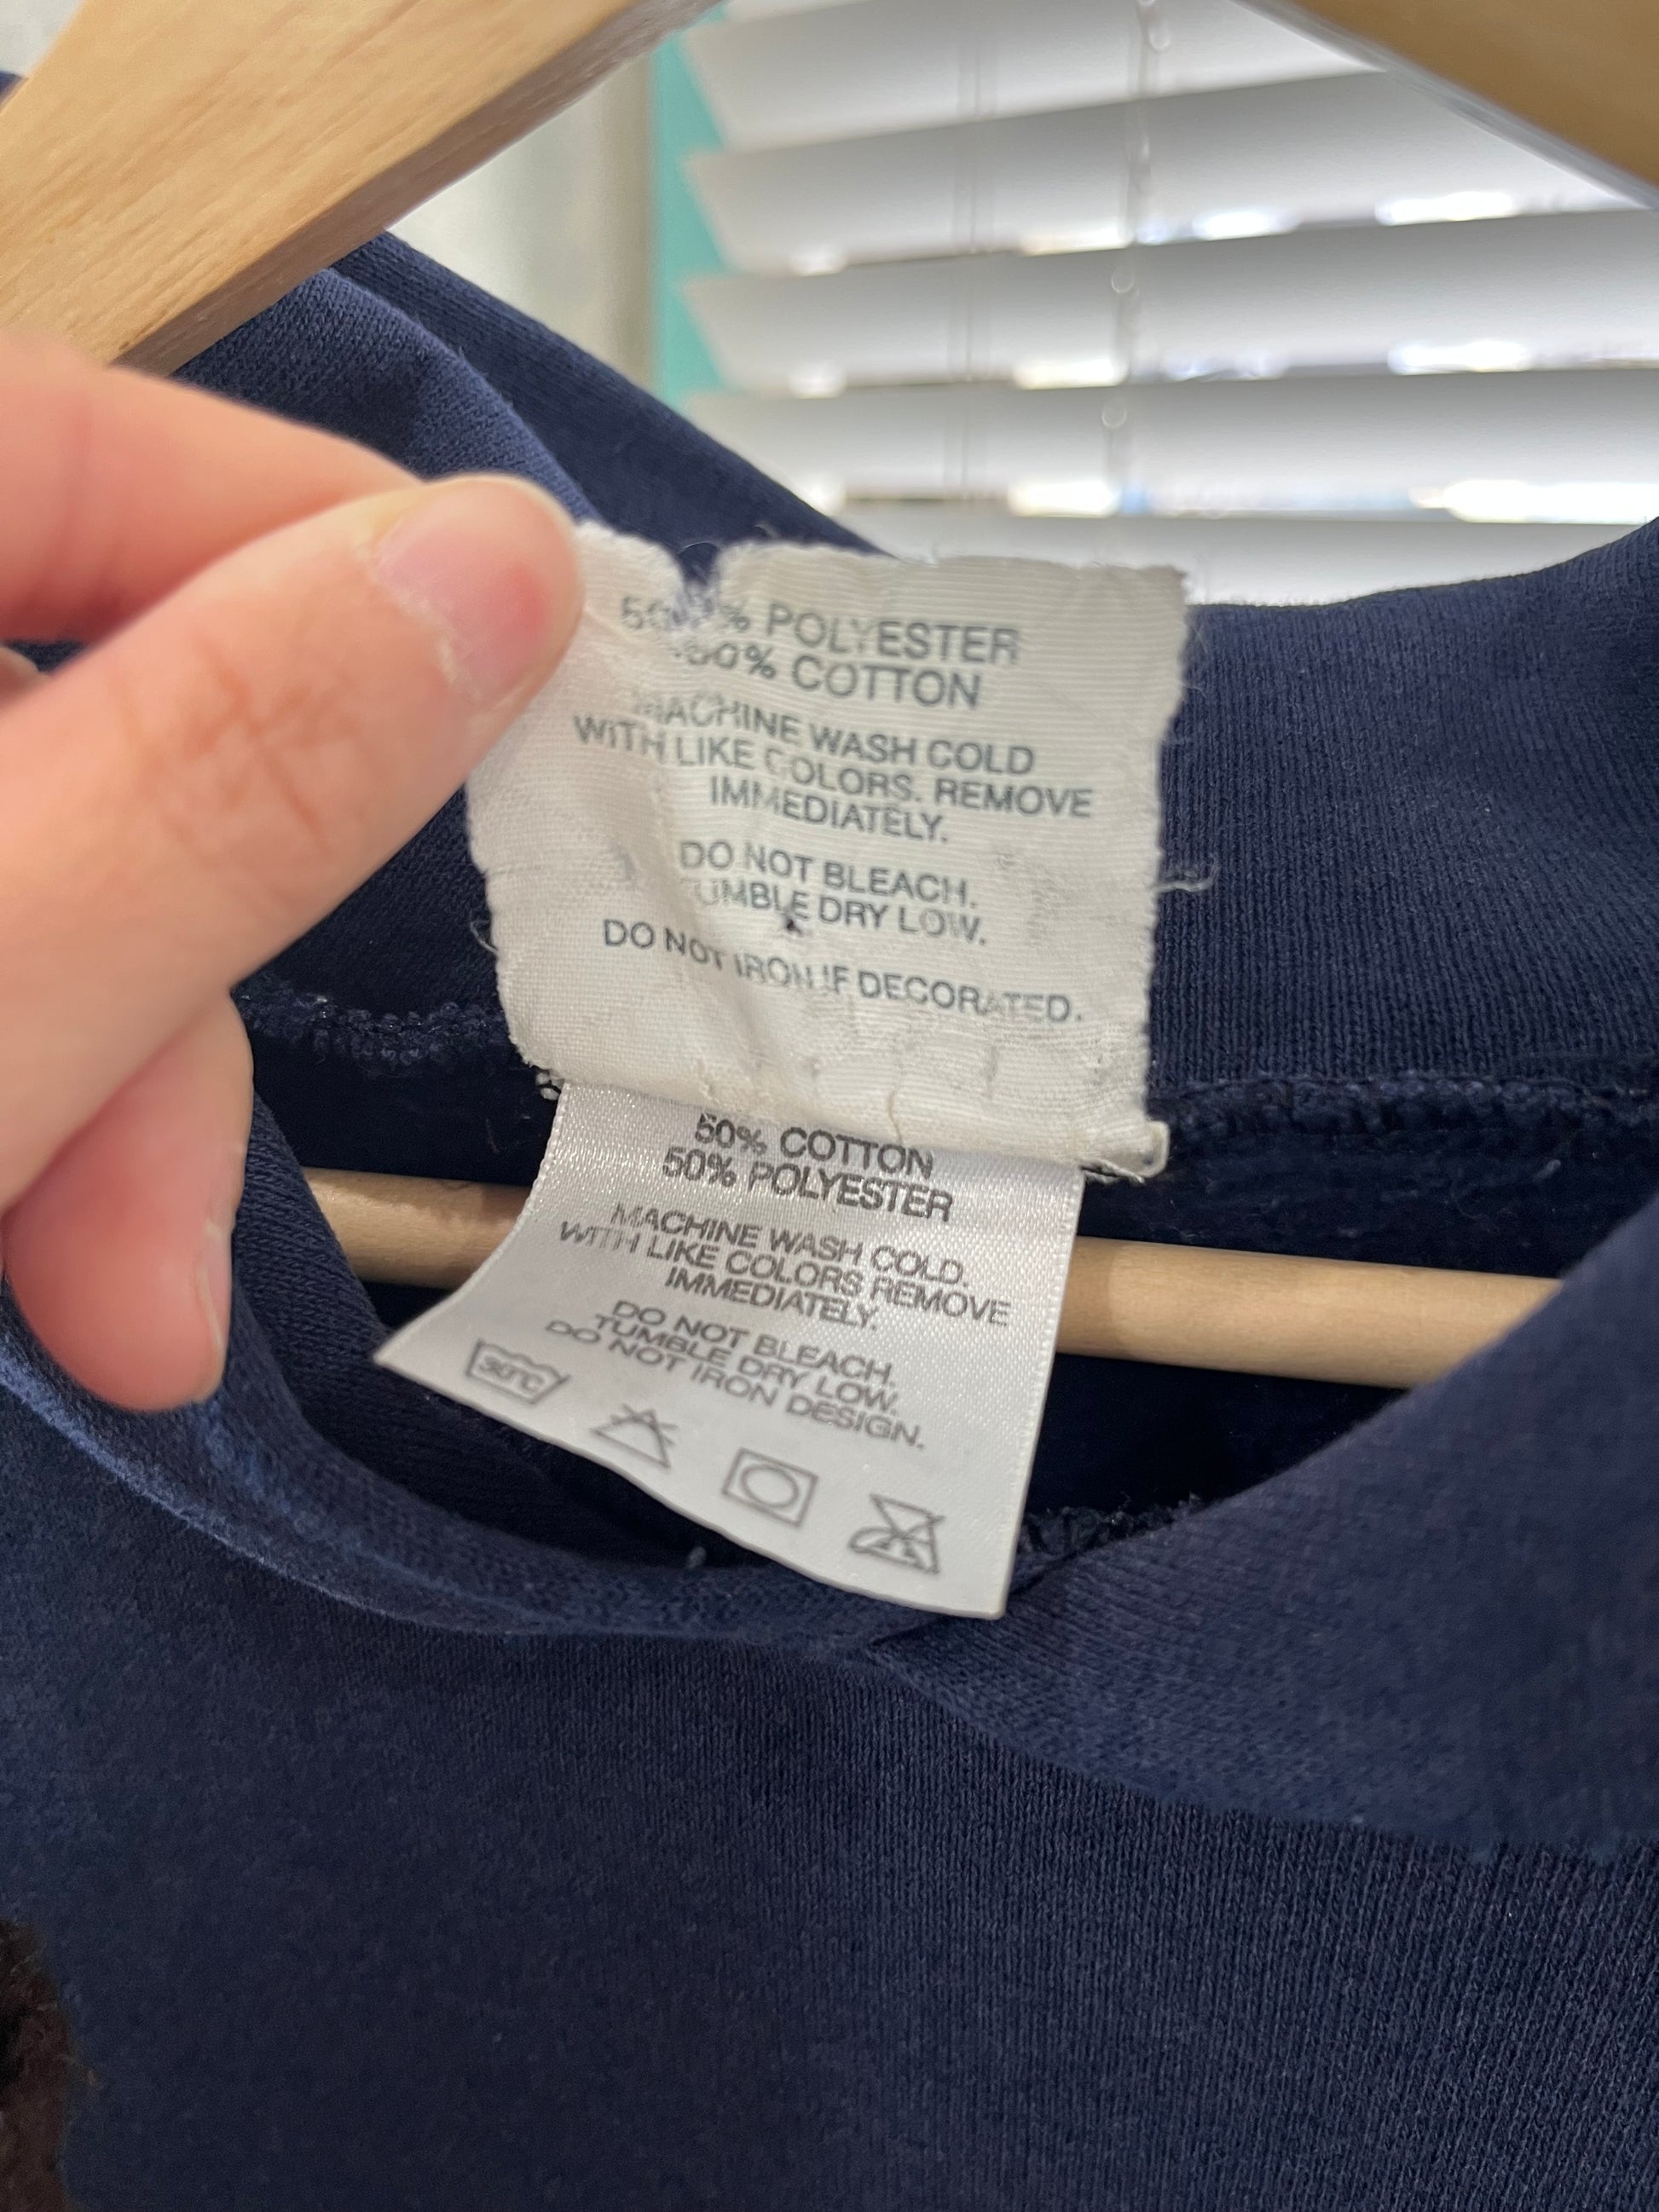 % POLYESTER
50% COTTON
MACHINE WASH COLD
WITH LIKE COLORS. REMOVE
IMMEDIATELY.
DO NOT BLEACH.
TUMBLE DRY LOW.
DO NOT IRON IF DECORATED.
50% COTTON
50% POLYESTER
MACHINE WASH COLD.
WITH LIKE COLORS REMOVE
IMMEDIATELY.
DO NOT BLEACH.
TUMBLE DRY LOW.
DO NOT IRON DESIGN.
30°C